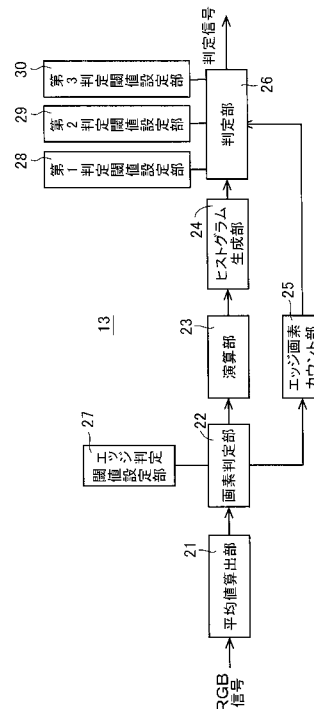 13
RGB
信号
21
平均値算出部
27
エッジ判定
閾値設定部
22
画素判定部
23
演算部
24
ヒストグラム
生成部
25
エッジ画素
カウント部
28
第1判定閾値設定部
29
第2判定閾値設定部
30
第3判定閾値設定部
26
判定部
判定信号